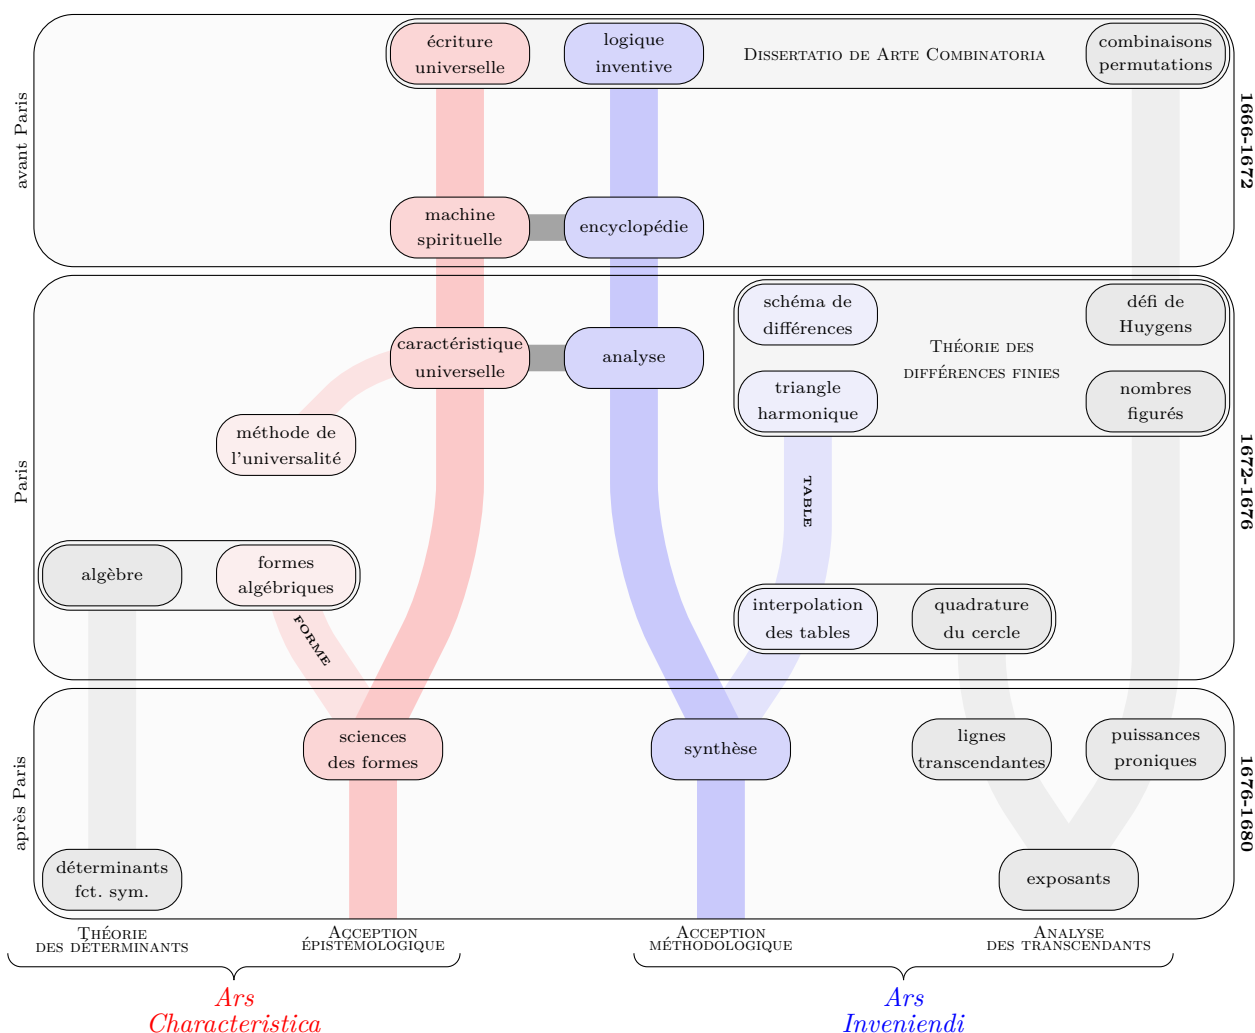 écriture
universelle
logique
inventive
Dissertatio de Arte Combinatoria
combinaisons
permutations
avant Paris
1666-1672
machine
spirituelle
encyclopédie
schéma de
différences
défi de
Huygens
caractéristique
universelle
analyse
Théorie des
différences finies
triangle
harmonique
nombres
figurés
méthode de
l'universalité
Paris
1672-1676
TABLE
algèbre
formes
algébriques
interpolation
des tables
quadrature
du cercle
FORME
sciences
des formes
synthèse
lignes
transcendantes
puissances
proniques
après Paris
1676-1680
déterminants
fct. sym.
exposants
Théorie
des déterminants
Acception
épistémologique
Acception
méthodologique
Analyse
des transcendants
Ars
Characteristica
Ars
Inveniendi